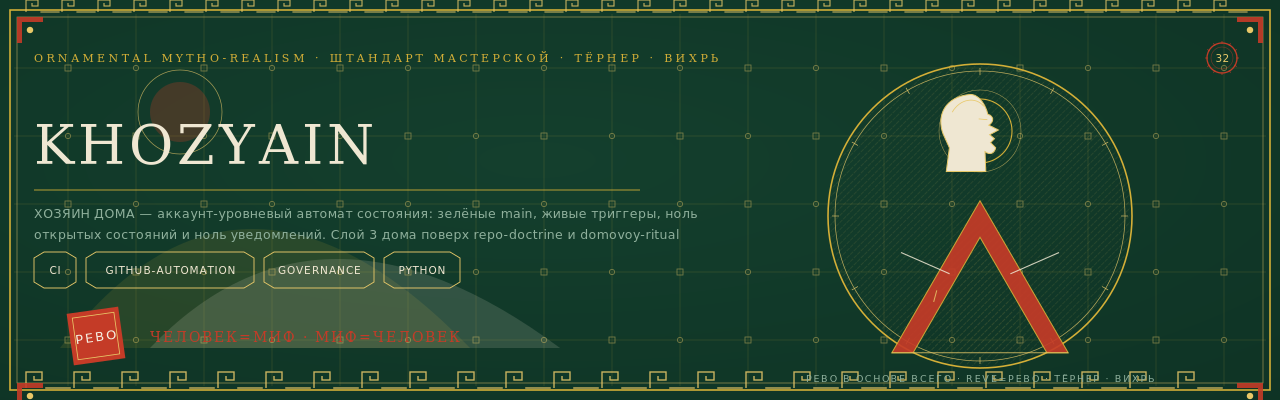 ORNAMENTAL MYTHO-REALISM · ШТАНДАРТ МАСТЕРСКОЙ · ТЁРНЕР · ВИХРЬ
32
KHOZYAIN
ХОЗЯИН ДОМА — аккаунт-уровневый автомат состояния: зелёные main, живые триггеры, ноль
открытых состояний и ноль уведомлений. Слой 3 дома поверх repo-doctrine и domovoy-ritual
CI GITHUB-AUTOMATION GOVERNANCE PYTHON
РЕВО
ЧЕЛОВЕК=МИФ · МИФ=ЧЕЛОВЕК
РЕВО В ОСНОВЕ ВСЕГО · REVE=РЕВО · ТЁРНЕР · ВИХРЬ